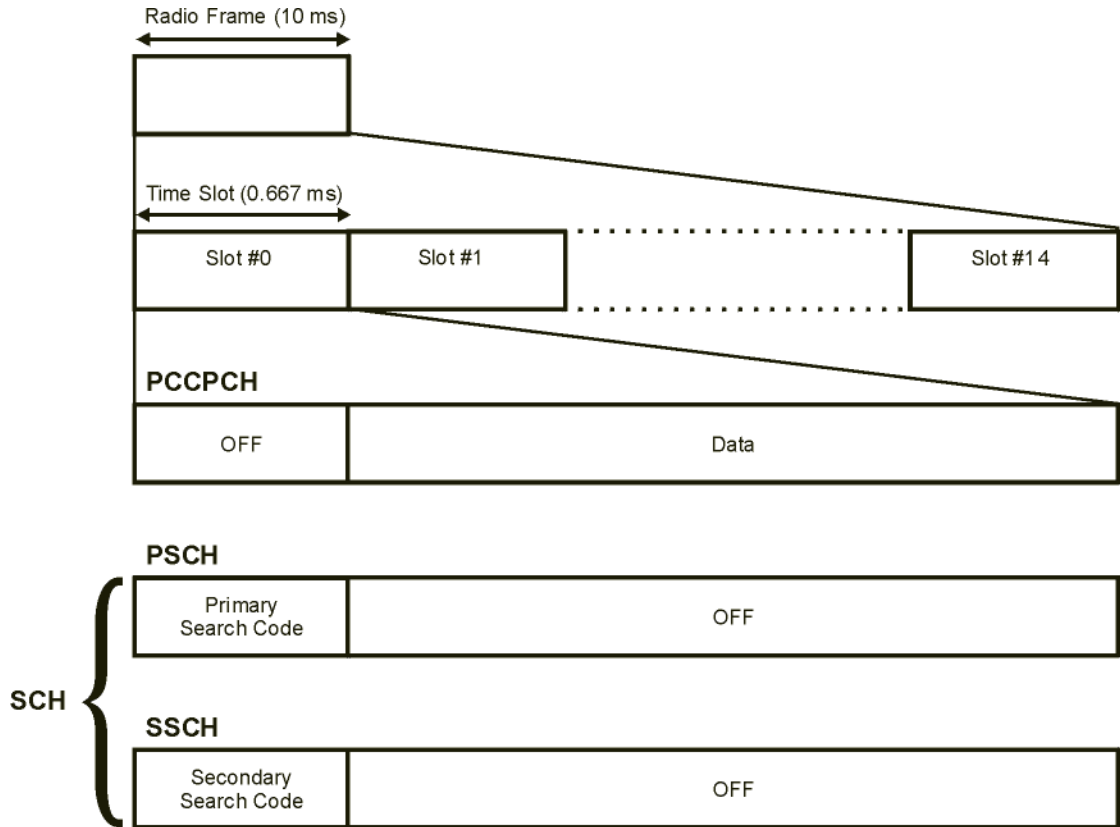 Radio Frame (10 ms)
Time Slot (0.667 ms)
Slot #0
Slot #1
Slot #14
PCCPCH
OFF
Data
PSCH
Primary
Search Code
OFF
SCH
SSCH
Secondary
Search Code
OFF